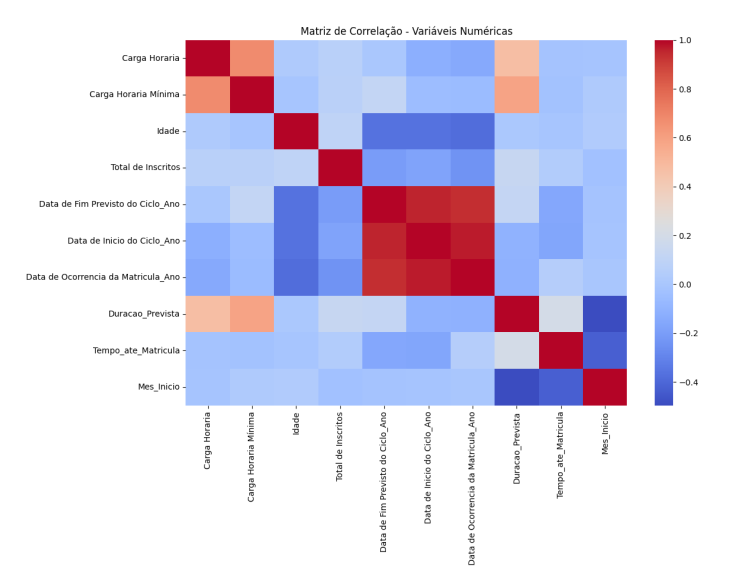 Matriz de Correlação - Variáveis Numéricas
Carga Horaria
Carga Horaria Mínima
Idade
Total de Inscritos
Data de Fim Previsto do Ciclo_Ano
Data de Inicio do Ciclo_Ano
Data de Ocorrencia da Matricula_Ano
Duracao_Prevista
Tempo_ate_Matricula
Mes_Inicio
Carga Horaria
Carga Horaria Mínima
Idade
Total de Inscritos
Data de Fim Previsto do Ciclo_Ano
Data de Inicio do Ciclo_Ano
Data de Ocorrencia da Matricula_Ano
Duracao_Prevista
Tempo_ate_Matricula
Mes_Inicio
1.0
0.8
0.6
0.4
0.2
0.0
−0.2
−0.4